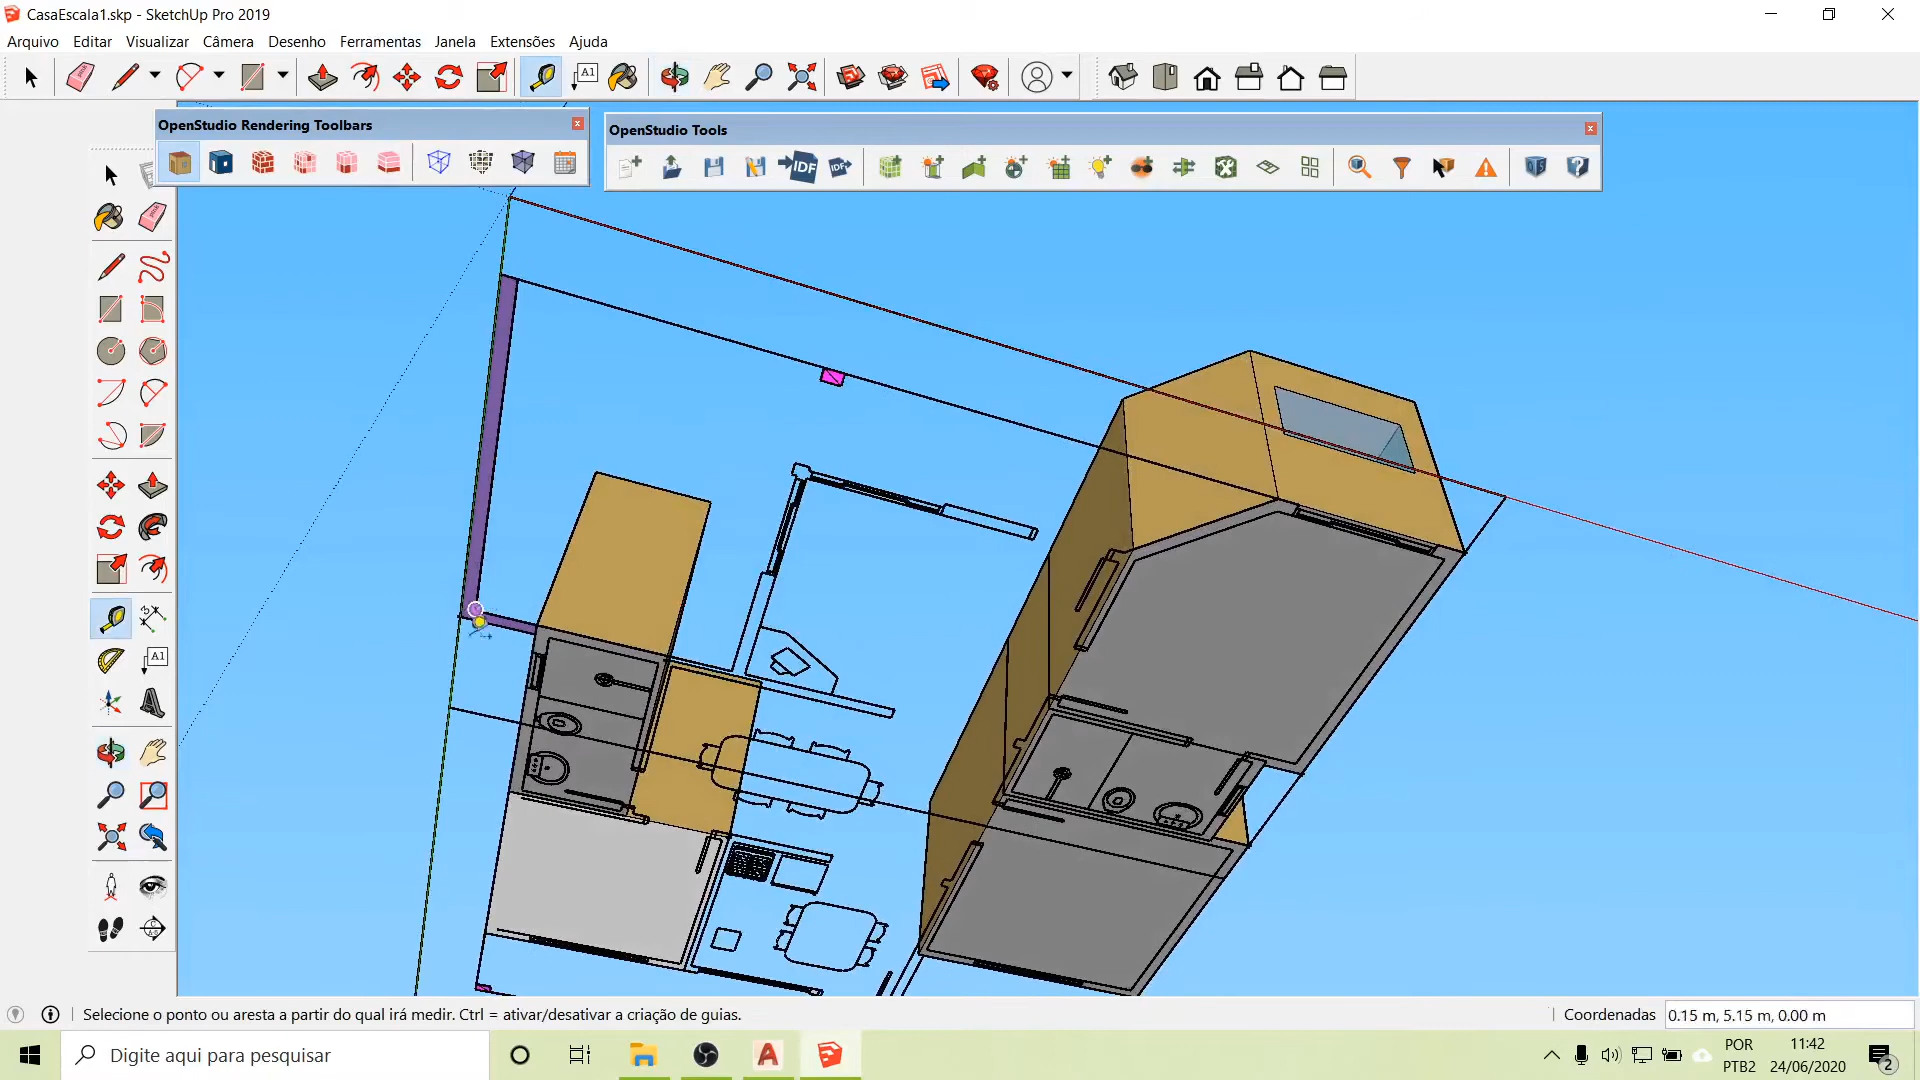 CasaEscala1.skp - SketchUp Pro 2019
Arquivo Editar Visualizar Câmera Desenho Ferramentas Janela Extensões Ajuda
A1
OpenStudio Rendering Toolbars
OpenStudio Tools
IDF IDF
A1
Selecione o ponto ou aresta a partir do qual irá medir. Ctrl = ativar/desativar a criação de guias.
Coordenadas 0.15 m, 5.15 m, 0.00 m
Digite aqui para pesquisar
POR
PTB2
11:42
24/06/2020
2